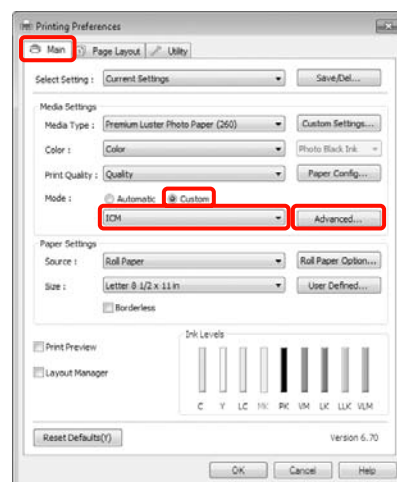 Printing Preferences
Main Page Layout Utility
Select Setting : Current Settings Save/Del...
Media Settings
Media Type : Premium Luster Photo Paper (260) Custom Settings...
Color : Color Photo Black Ink
Print Quality : Quality Paper Config...
Mode : Automatic Custom
ICM Advanced...
Paper Settings
Source : Roll Paper Roll Paper Option...
Size : Letter 8 1/2 x 11 in User Defined...
Borderless
Ink Levels
Print Preview
Layout Manager
C Y LC MK PK VM LK LLK VLM
Reset Defaults(Y) Version 6.70
OK Cancel Help